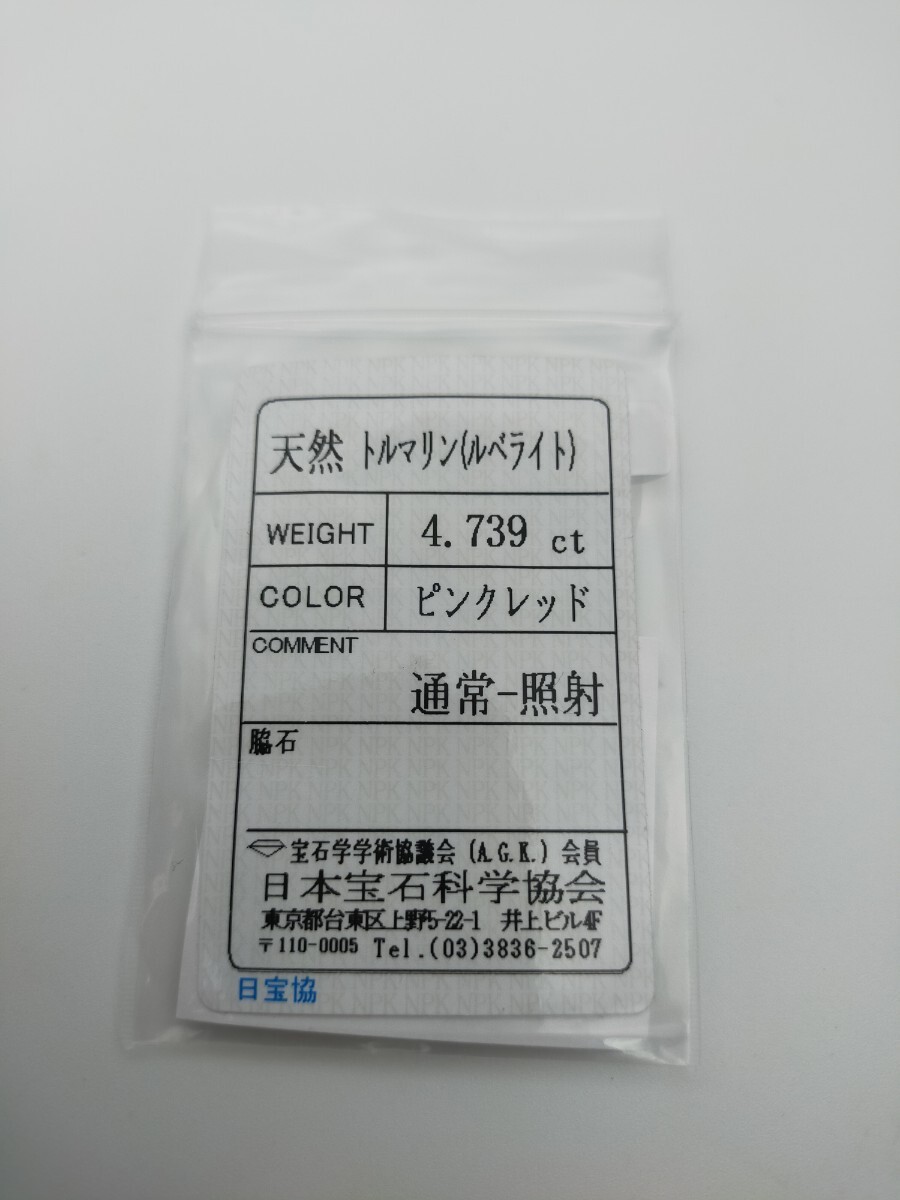 天然 トルマリン(ルベライト)
WEIGHT 4.739 ct
COLOR ピンクレッド
COMMENT
通常-照射
脇石
宝石学学術協議会 (A.G.K.) 会員
日本宝石科学協会
東京都台東区上野5-22-1 井上ビル4F
〒110-0005 Tel.(03)3836-2507
日宝協